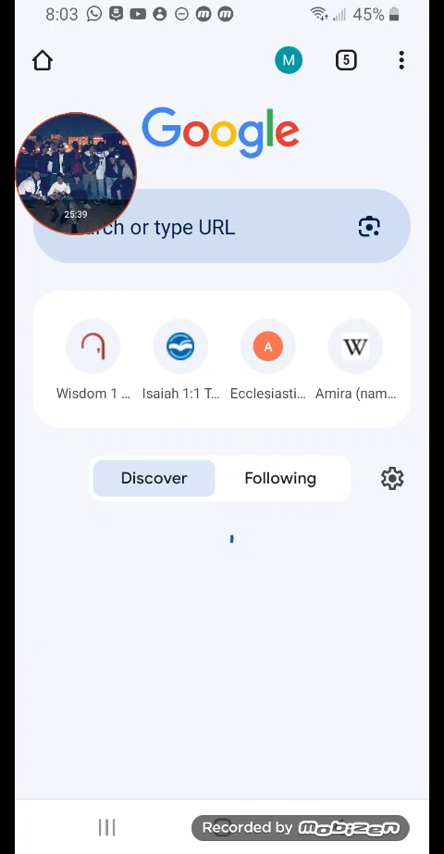 8:03
45%
M
5
Google
25:39
rch or type URL
Wisdom 1 ...
Isaiah 1:1 T...
A
Ecclesiasti...
W
Amira (nam...
Discover
Following
Recorded by Mobizen